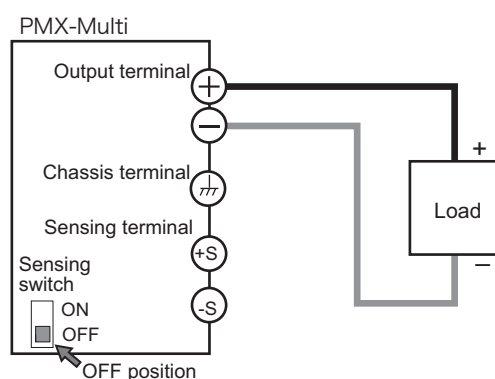 PMX-Multi
Output terminal
+
−
Chassis terminal
Sensing terminal
+S
-S
Sensing
switch
ON
OFF
OFF position
+
Load
−